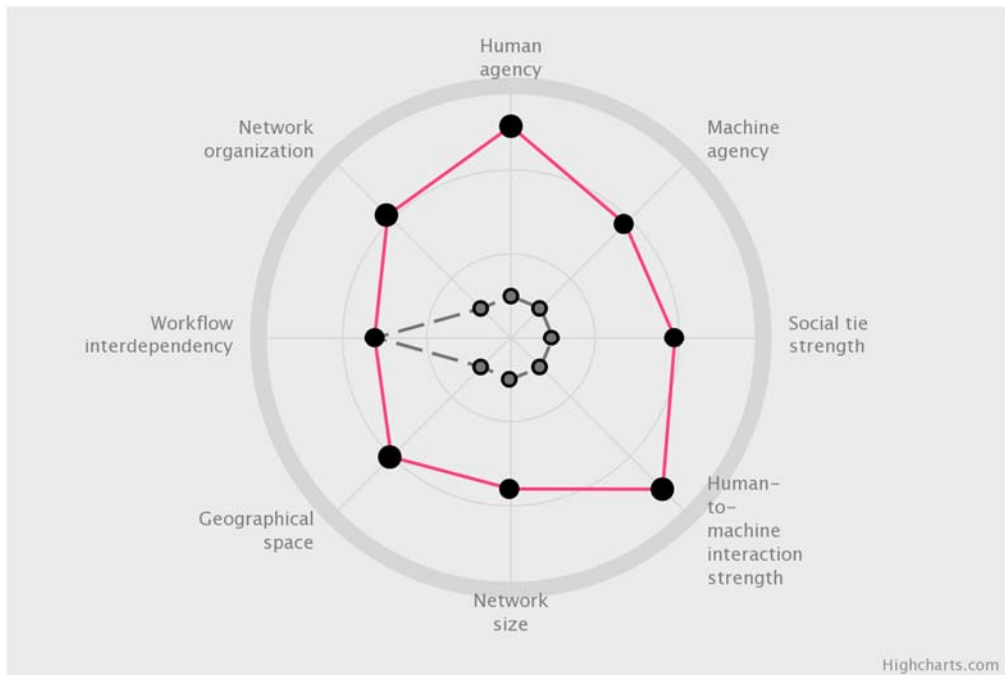 Human
agency
Machine
agency
Social tie
strength
Human-
to-
machine
interaction
strength
Network
size
Geographical
space
Workflow
interdependency
Network
organization
Highcharts.com